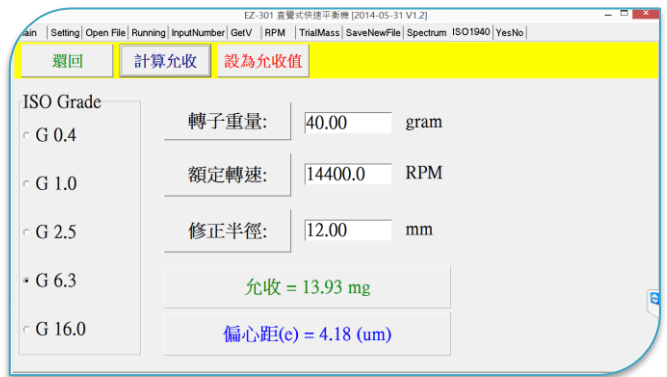 EZ-301 直覺式快速平衡機 [2014-05-31 V1.2]
ain Setting Open File Running InputNumber GetV RPM TrialMass SaveNewFile Spectrum ISO1940 YesNo
還回 計算允收 設為允收值
ISO Grade
轉子重量: 40.00 gram
G 0.4
額定轉速: 14400.0 RPM
G 1.0
修正半徑: 12.00 mm
G 2.5
G 6.3
允收 = 13.93 mg
G 16.0
偏心距(e) = 4.18 (um)